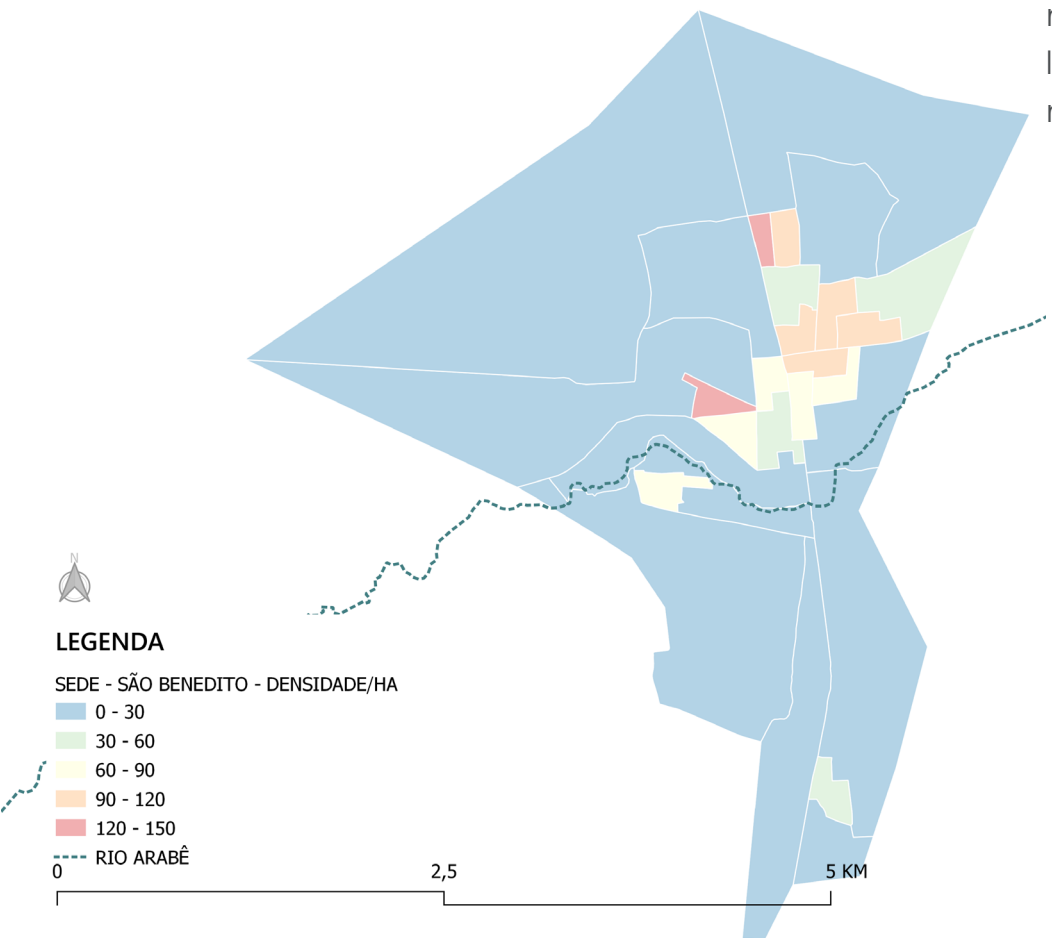 N
LEGENDA
SEDE - SÃO BENEDITO - DENSIDADE/HA
0 - 30
30 - 60
60 - 90
90 - 120
120 - 150
RIO ARABÊ
0 2,5 5 KM